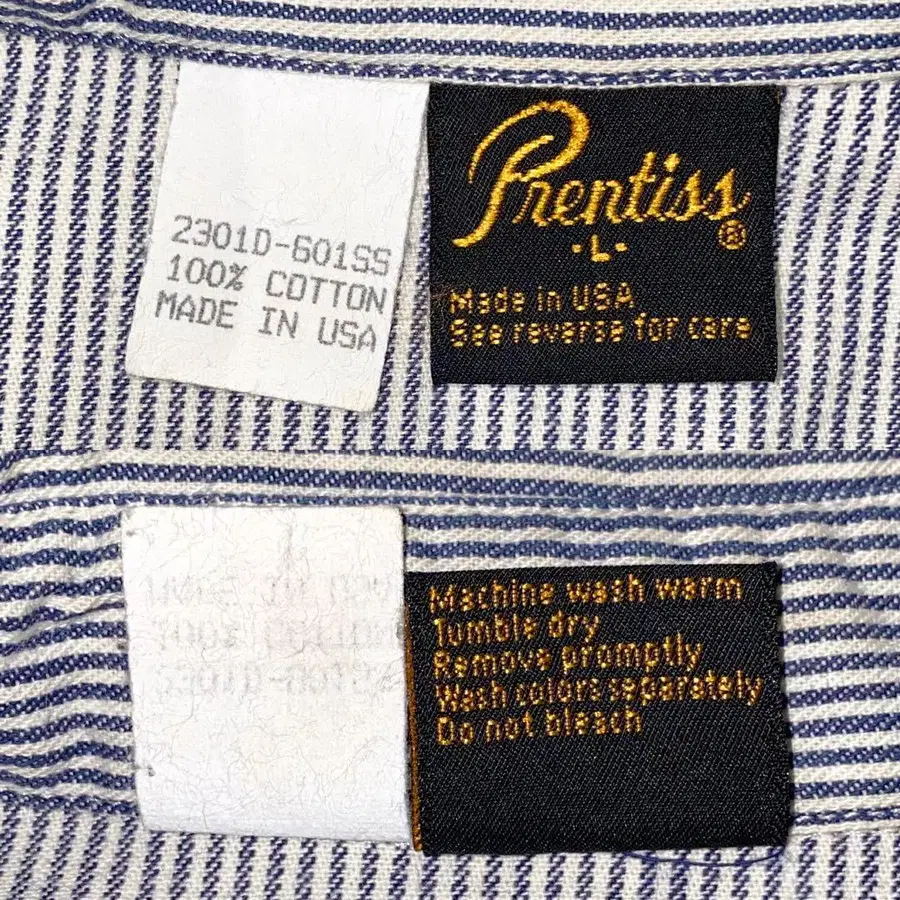 2301D-601SS
100% COTTON
MADE IN USA
Prentiss®
-L-
Made in USA
See reverse for care
Machine wash warm
Tumble dry
Remove promptly
Wash colors separately
Do not bleach